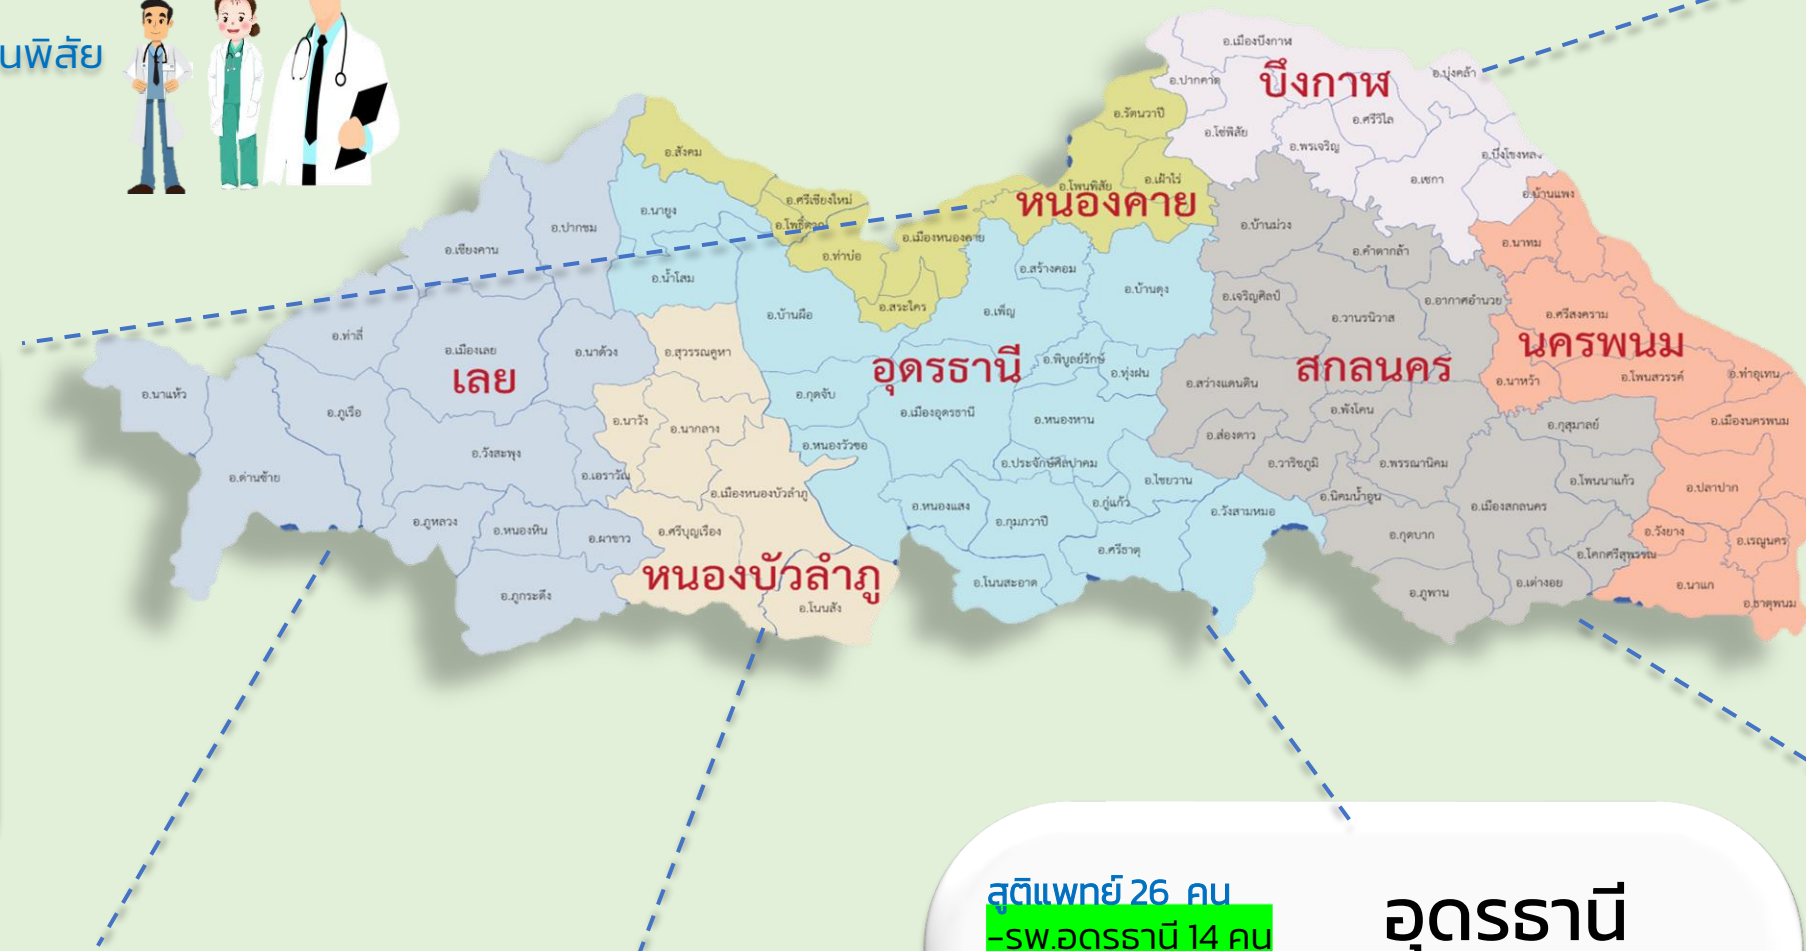 นพิสัย
อ.เมืองบึงกาฬ
อ.ปากคาด
บึงกาฬ
อ.บุ่งคล้า
อ.รัตนวาปี
อ.โซ่พิสัย
อ.ศรีวิไล
อ.พรเจริญ
อ.บึงโขงหลง
อ.เซกา
อ.สังคม
อ.โพนพิสัย
อ.เฝ้าไร่
หนองคาย
อ.ศรีเชียงใหม่
อ.โพธิ์ตาก
อ.เมืองหนองคาย
อ.ท่าบ่อ
อ.สระใคร
อ.บ้านแพง
อ.นาทม
อ.ศรีสงคราม
นครพนม
อ.นาหว้า
อ.โพนสวรรค์
อ.ท่าอุเทน
อ.เมืองนครพนม
อ.ปลาปาก
อ.วังยาง
อ.เรณูนคร
อ.นาแก
อ.ธาตุพนม
อ.บ้านม่วง
อ.คำตากล้า
อ.เจริญศิลป์
อ.อากาศอำนวย
อ.วานรนิวาส
สกลนคร
อ.สว่างแดนดิน
อ.พังโคน
อ.ส่องดาว
อ.วาริชภูมิ
อ.พรรณานิคม
อ.กุสุมาลย์
อ.โพนนาแก้ว
อ.นิคมน้ำอูน
อ.เมืองสกลนคร
อ.กุดบาก
อ.โคกศรีสุพรรณ
อ.เต่างอย
อ.ภูพาน
อ.นายูง
อ.น้ำโสม
อ.สร้างคอม
อ.บ้านดุง
อ.บ้านผือ
อ.เพ็ญ
อุดรธานี
อ.พิบูลย์รักษ์
อ.ทุ่งฝน
อ.กุดจับ
อ.เมืองอุดรธานี
อ.หนองหาน
อ.หนองวัวซอ
อ.ประจักษ์ศิลปาคม
อ.ไชยวาน
อ.หนองแสง
อ.กุมภวาปี
อ.กู่แก้ว
อ.วังสามหมอ
อ.ศรีธาตุ
อ.โนนสะอาด
อ.ปากชม
อ.เชียงคาน
อ.ท่าลี่
อ.เมืองเลย
อ.นาด้วง
เลย
อ.นาแห้ว
อ.ภูเรือ
อ.วังสะพุง
อ.ด่านซ้าย
อ.เอราวัณ
อ.ภูหลวง
อ.หนองหิน
อ.ผาขาว
อ.ภูกระดึง
อ.สุวรรณคูหา
อ.นาวัง
อ.นากลาง
อ.เมืองหนองบัวลำภู
อ.ศรีบุญเรือง
หนองบัวลำภู
อ.โนนสัง
สูติแพทย์ 26 คน
-รพ.อุดรธานี 14 คน
อุดรธานี